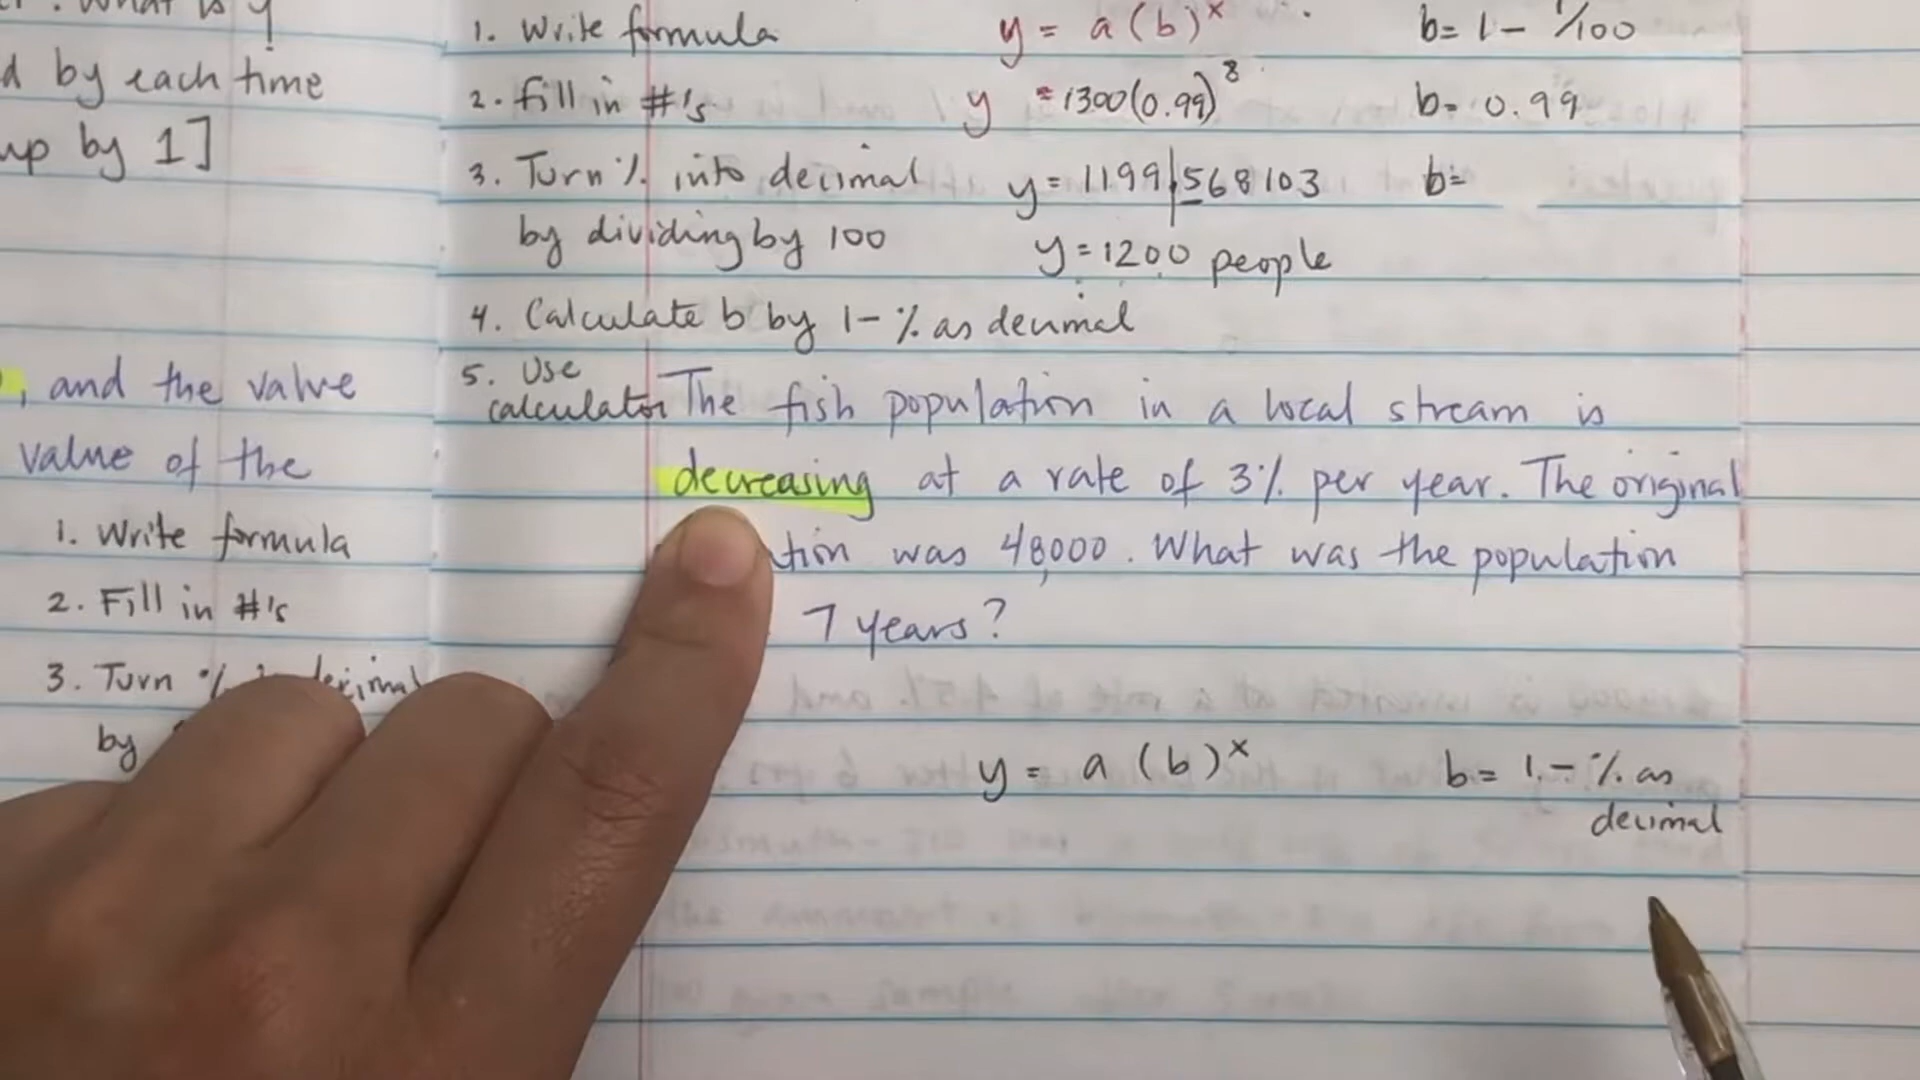 What is y
d by each time
up by 1]
, and the value
value of the
1. Write formula
2. Fill in #'s
3. Turn %
by
1. Write formula y = a (b)ˣ b = 1 - 1/100
2. fill in #'s y = 1300(0.99)⁸ b = 0.99
3. Turn % into decimal y = 1199.568103 b =
by dividing by 100 y = 1200 people
4. Calculate b by 1 - % as decimal
5. Use
calculator The fish population in a local stream is
decreasing at a rate of 3% per year. The original
was 48000. What was the population
7 years?
y = a (b)ˣ b = 1 - % as
decimal